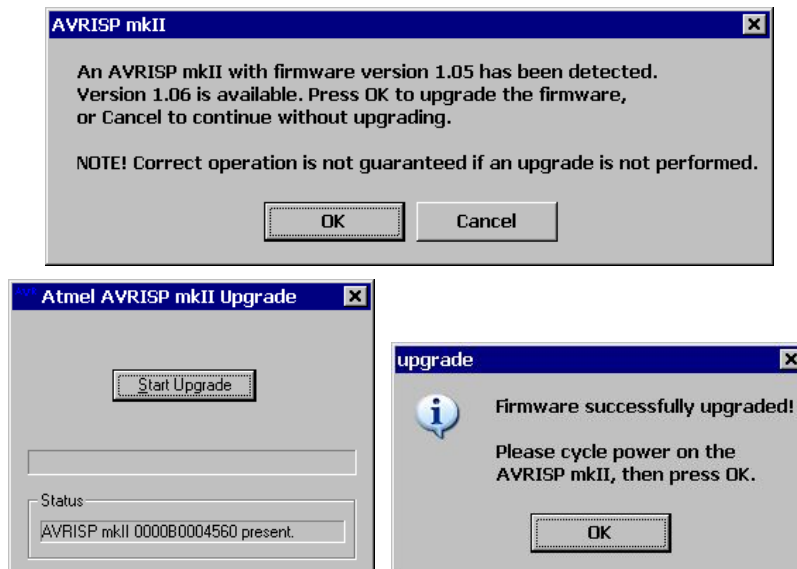 AVRISP mkII
An AVRISP mkII with firmware version 1.05 has been detected.
Version 1.06 is available. Press OK to upgrade the firmware,
or Cancel to continue without upgrading.
NOTE! Correct operation is not guaranteed if an upgrade is not performed.
OK
Cancel
Atmel AVRISP mkII Upgrade
Start Upgrade
Status
AVRISP mkII 0000B0004560 present.
upgrade
Firmware successfully upgraded!
Please cycle power on the
AVRISP mkII, then press OK.
OK